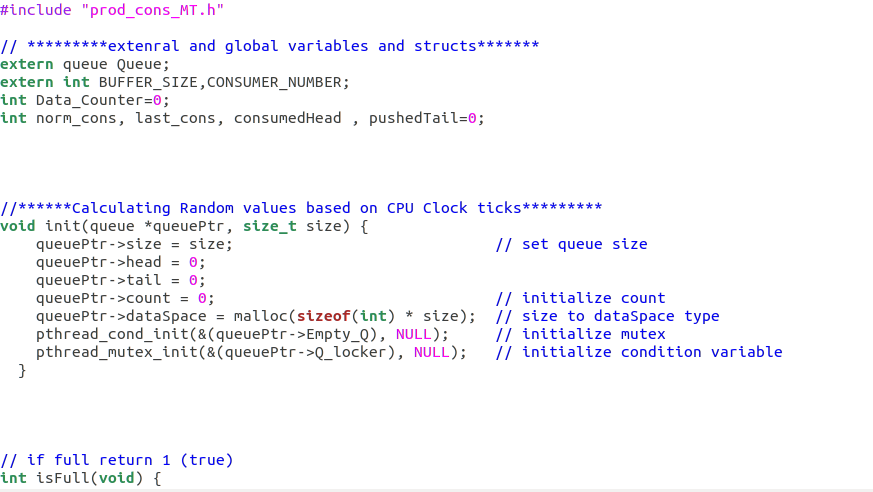 #include "prod_cons_MT.h"
// *********extenral and global variables and structs*******
extern queue Queue;
extern int BUFFER_SIZE,CONSUMER_NUMBER;
int Data_Counter=0;
int norm_cons, last_cons, consumedHead , pushedTail=0;
//******Calculating Random values based on CPU Clock ticks*********
void init(queue *queuePtr, size_t size) {
    queuePtr->size = size;                             // set queue size
    queuePtr->head = 0;
    queuePtr->tail = 0;
    queuePtr->count = 0;                               // initialize count
    queuePtr->dataSpace = malloc(sizeof(int) * size);  // size to dataSpace type
    pthread_cond_init(&(queuePtr->Empty_Q), NULL);     // initialize mutex
    pthread_mutex_init(&(queuePtr->Q_locker), NULL);   // initialize condition variable
  }
// if full return 1 (true)
int isFull(void) {